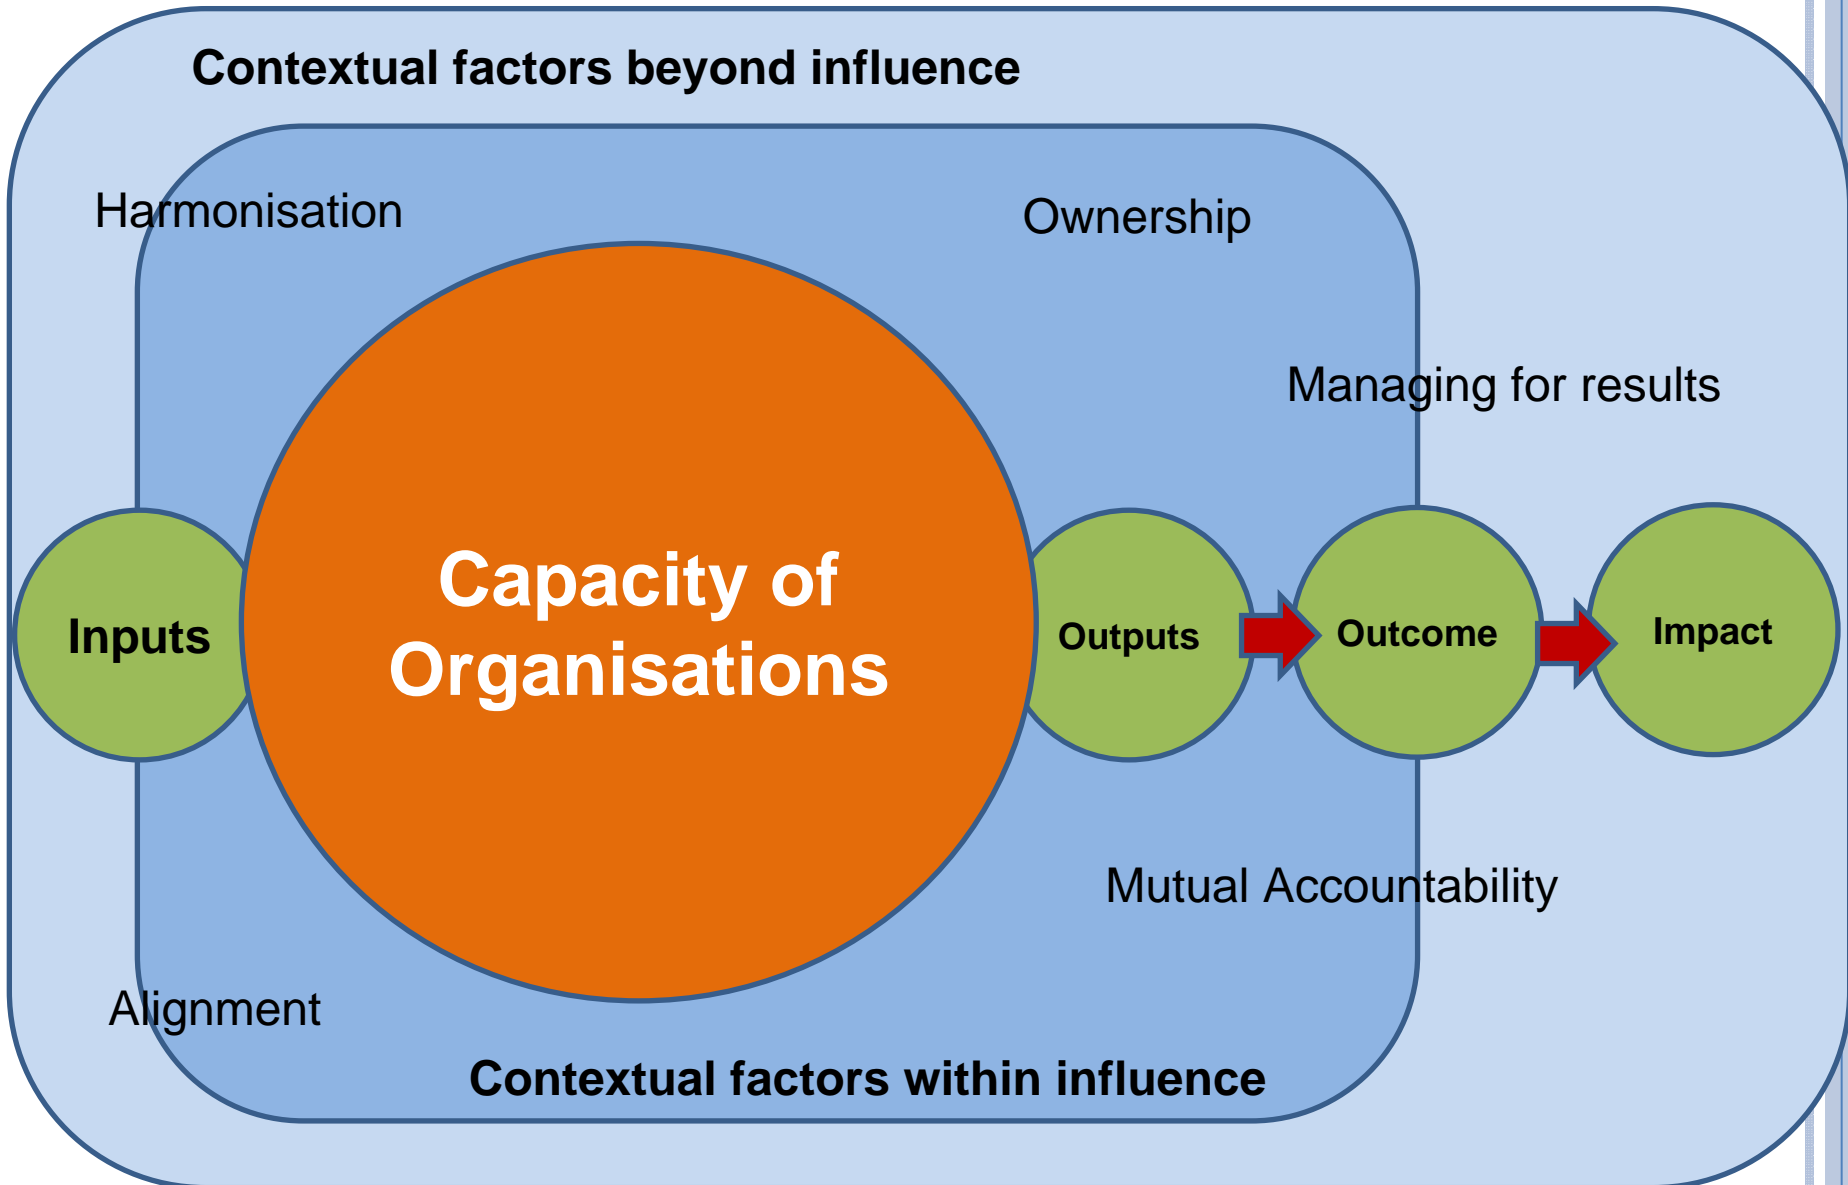 Contextual factors beyond influence
Harmonisation
Ownership
Managing for results
Capacity of
Organisations
Inputs
Outputs
Outcome
Impact
Mutual Accountability
Alignment
Contextual factors within influence